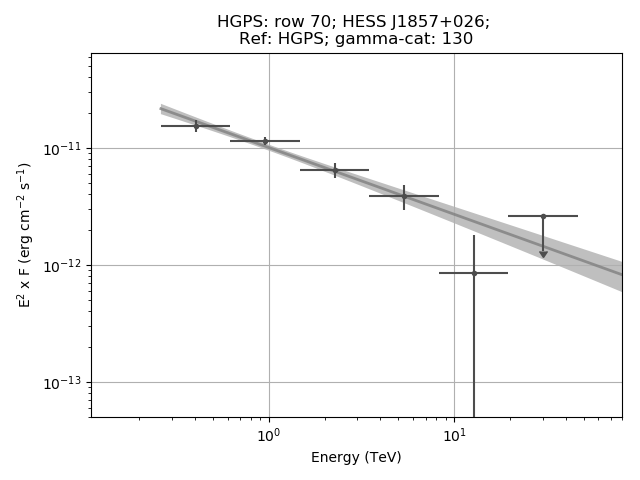 HGPS: row 70; HESS J1857+026;
Ref: HGPS; gamma-cat: 130
E² x F (erg cm⁻² s⁻¹)
10⁻¹¹
10⁻¹²
10⁻¹³
10⁰
10¹
Energy (TeV)